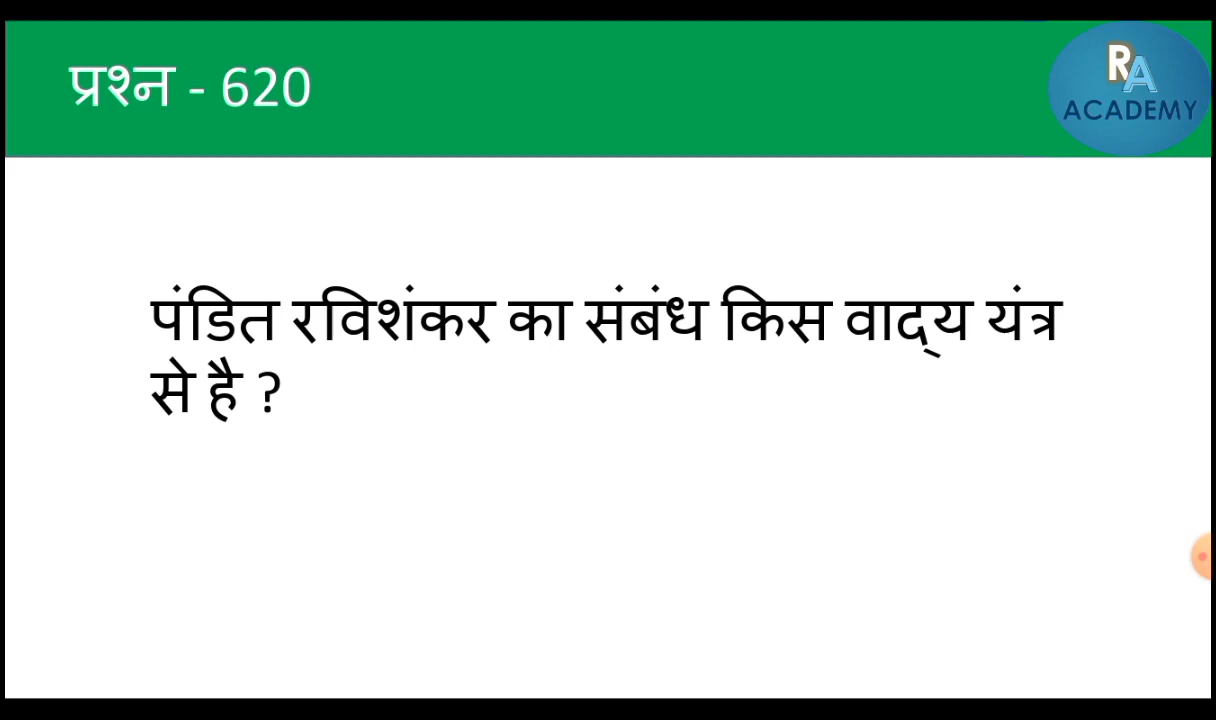 प्रश्न - 620
RA
ACADEMY
पंडित रविशंकर का संबंध किस वाद्य यंत्र
से है ?